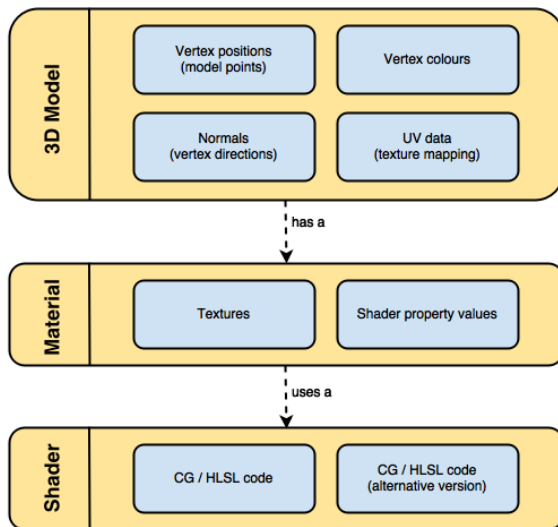 3D Model
Vertex positions
(model points)
Vertex colours
Normals
(vertex directions)
UV data
(texture mapping)
has a
Material
Textures
Shader property values
uses a
Shader
CG / HLSL code
CG / HLSL code
(alternative version)